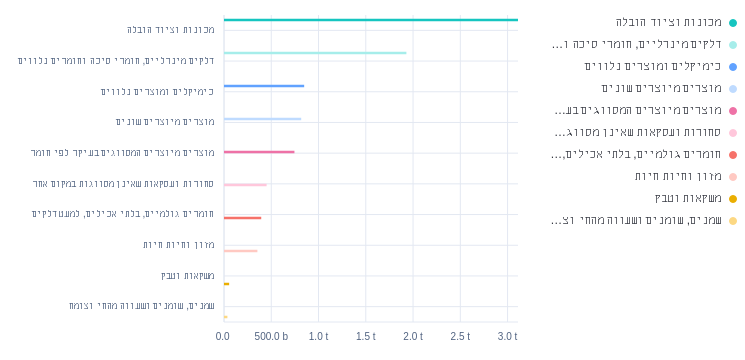 מכונות וציוד הובלה
דלקים מינרליים, חומרי סיכה וחומרים נלווים
כימיקלים ומוצרים נלווים
מוצרים מיוצרים שונים
מוצרים מיוצרים המסווגים בעיקר לפי חומר
סחורות ועסקאות שאינן מסווגות במקום אחר
חומרים גולמיים, בלתי אכילים, למעט דלקים
מזון וחיות חיות
משקאות וטבק
שמנים, שומנים ושעווה מהחי וצומח
0.0 500.0 b 1.0 t 1.5 t 2.0 t 2.5 t 3.0 t
מכונות וציוד הובלה
דלקים מינרליים, חומרי סיכה ו...
כימיקלים ומוצרים נלווים
מוצרים מיוצרים שונים
מוצרים מיוצרים המסווגים בע...
סחורות ועסקאות שאינן מסווג...
חומרים גולמיים, בלתי אכילים,...
מזון וחיות חיות
משקאות וטבק
שמנים, שומנים ושעווה מהחי וצ...